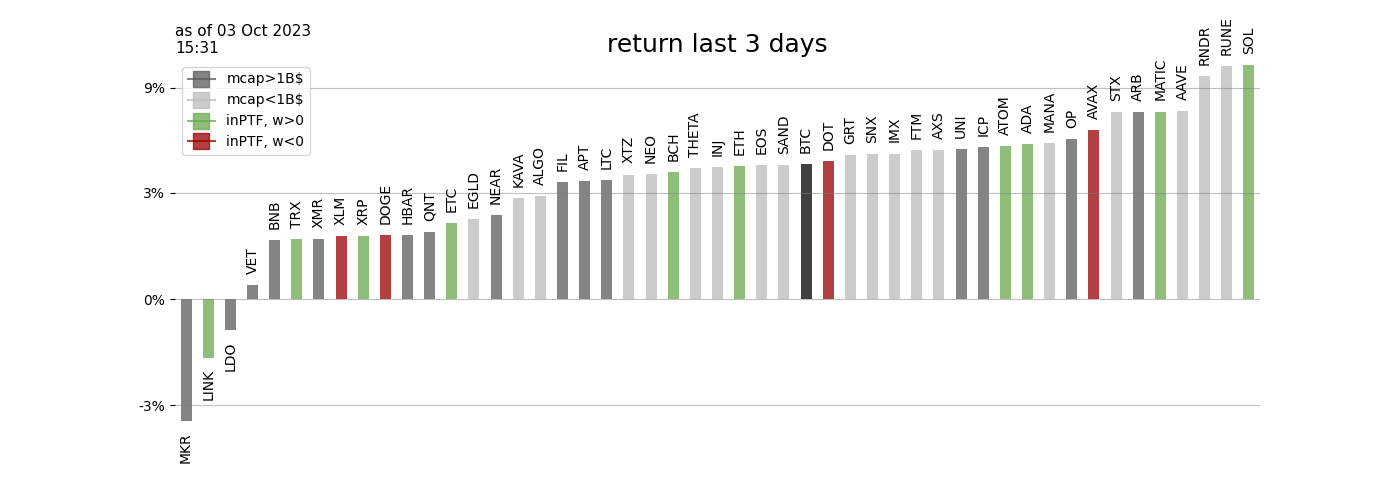 as of 03 Oct 2023
15:31
return last 3 days
mcap>1B$
mcap<1B$
inPTF, w>0
inPTF, w<0
9%
3%
0%
-3%
MKR
LINK
LDO
VET
BNB
TRX
XMR
XLM
XRP
DOGE
HBAR
QNT
ETC
EGLD
NEAR
KAVA
ALGO
FIL
APT
LTC
XTZ
NEO
BCH
THETA
INJ
ETH
EOS
SAND
BTC
DOT
GRT
SNX
IMX
FTM
AXS
UNI
ICP
ATOM
ADA
MANA
OP
AVAX
STX
ARB
MATIC
AAVE
RNDR
RUNE
SOL